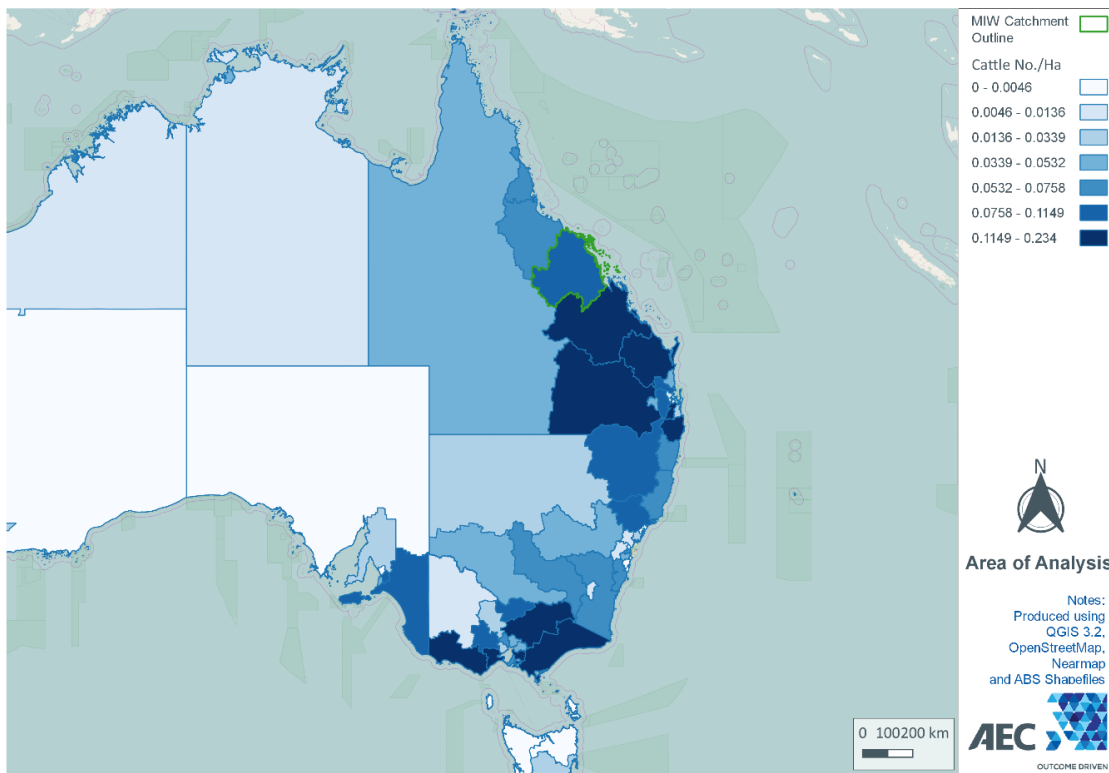 MIW Catchment
Outline
Cattle No./Ha
0 - 0.0046
0.0046 - 0.0136
0.0136 - 0.0339
0.0339 - 0.0532
0.0532 - 0.0758
0.0758 - 0.1149
0.1149 - 0.234
N
Area of Analysis
Notes:
Produced using
QGIS 3.2,
OpenStreetMap,
Nearmap
and ABS Shapefiles
0 100200 km
AEC
OUTCOME DRIVEN